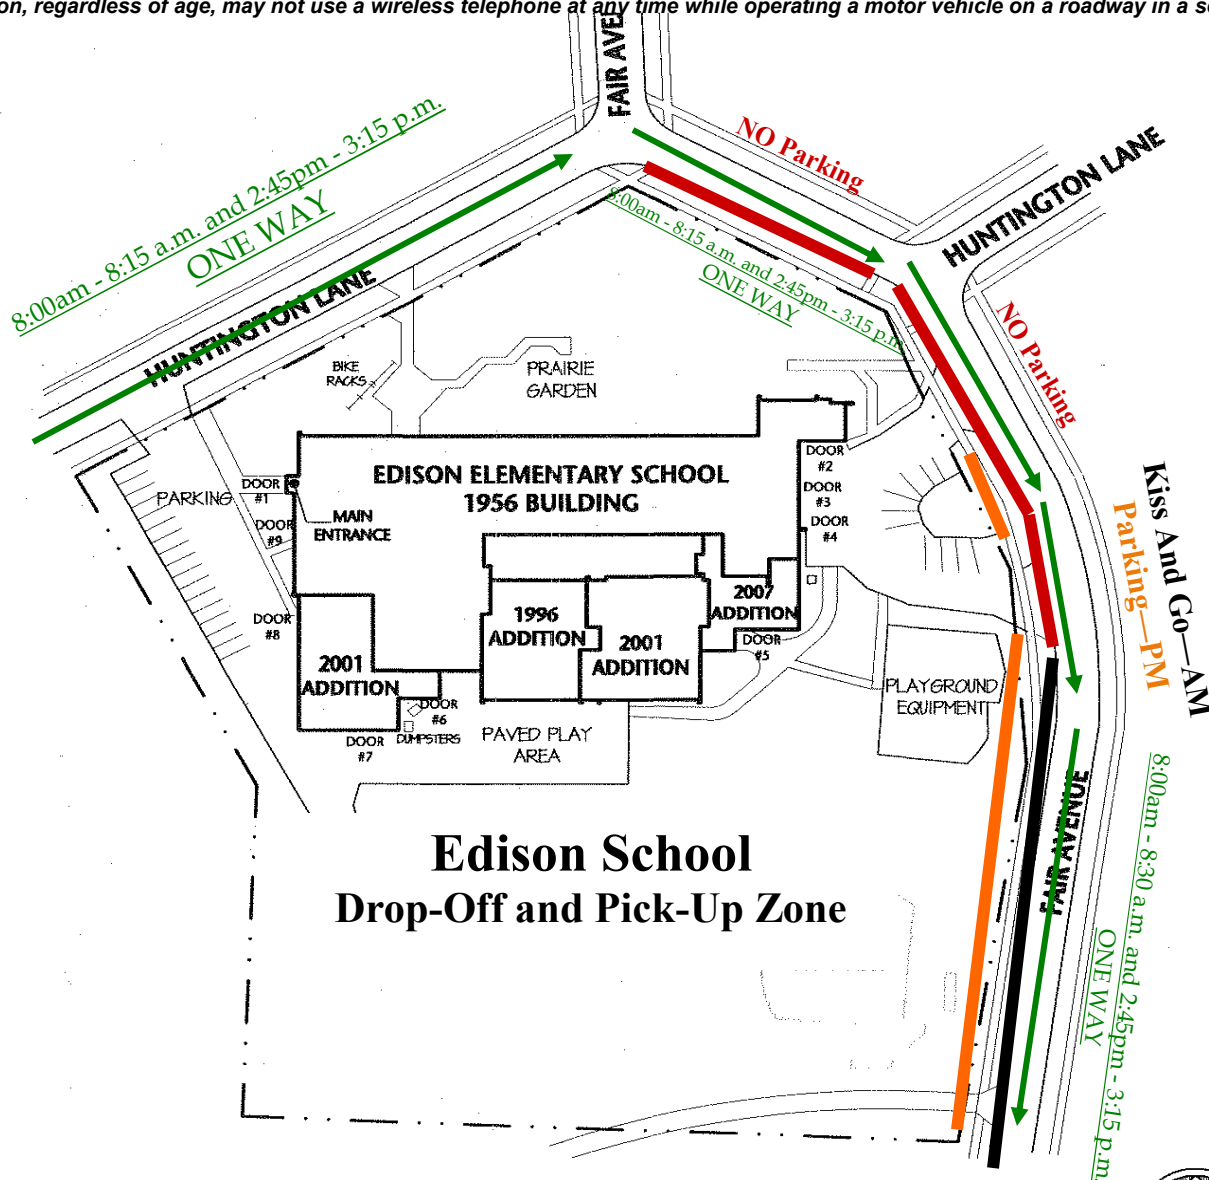 on, regardless of age, may not use a wireless telephone at any time while operating a motor vehicle on a roadway in a
FAIR AVE
NO Parking
8:00am - 8:15 a.m. and 2:45pm - 3:15 p.m.
ONE WAY
HUNTINGTON LANE
8:00am - 8:15 a.m. and 2:45pm - 3:15 p.m.
ONE WAY
HUNTINGTON LANE
NO Parking
BIKE
RACKS
PRAIRIE
GARDEN
EDISON ELEMENTARY SCHOOL
1956 BUILDING
DOOR
#2
DOOR
#3
DOOR
#4
PARKING
DOOR
#1
DOOR
#9
MAIN
ENTRANCE
Kiss And Go—AM
Parking—PM
DOOR
#8
1996
ADDITION
2007
ADDITION
2001
ADDITION
DOOR
#5
2001
ADDITION
PLAYGROUND
EQUIPMENT
DOOR
#6
DUMPSTERS
DOOR
#7
PAVED PLAY
AREA
FAIR AVENUE
8:00am - 8:30 a.m. and 2:45pm - 3:15 p.m.
ONE WAY
Edison School
Drop-Off and Pick-Up Zone